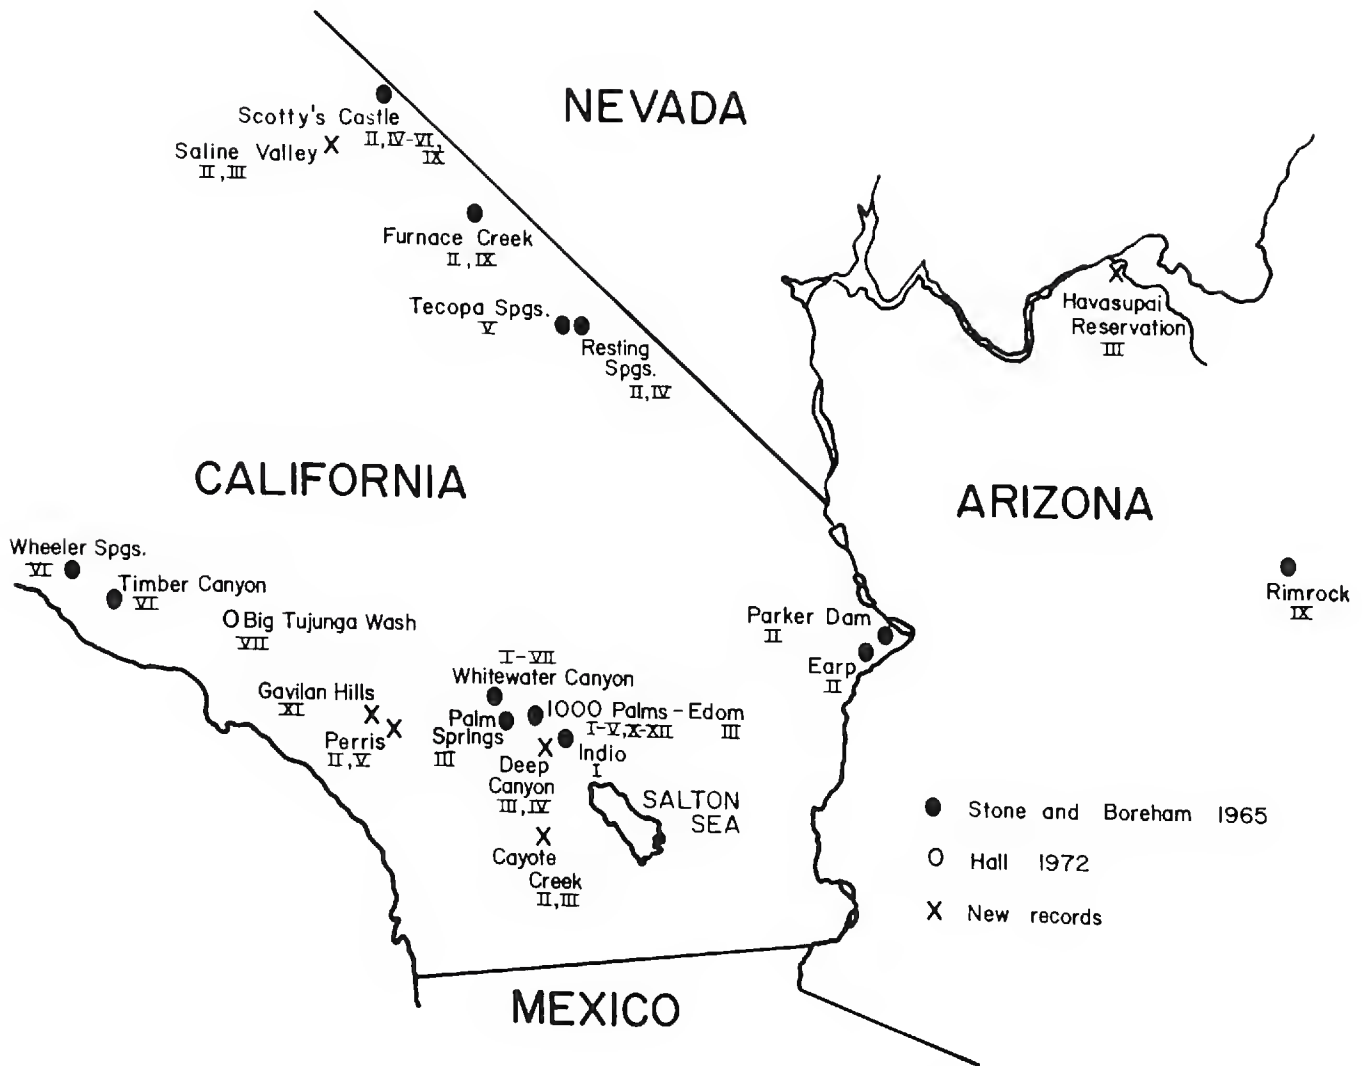 NEVADA
Scotty's Castle
II, IV-VI,
IX
Saline Valley X
II, III
Furnace Creek
II, IX
Tecopa Spgs.
V
Resting
Spgs.
II, IV
X
Havasupai
Reservation
III
CALIFORNIA
ARIZONA
Wheeler Spgs.
VI
Timber Canyon
VI
O Big Tujunga Wash
VII
Rimrock
IX
Parker Dam
II
Earp
II
I-VII
Whitewater Canyon
Gavilan Hills
XI
X
X
Perris
II, V
Palm
Springs
III
1000 Palms - Edom
I-V, X-XII III
X
Indio
I
Deep
Canyon
III, IV
SALTON
SEA
X
Cayote
Creek
II, III
Stone and Boreham 1965
O Hall 1972
X New records
MEXICO